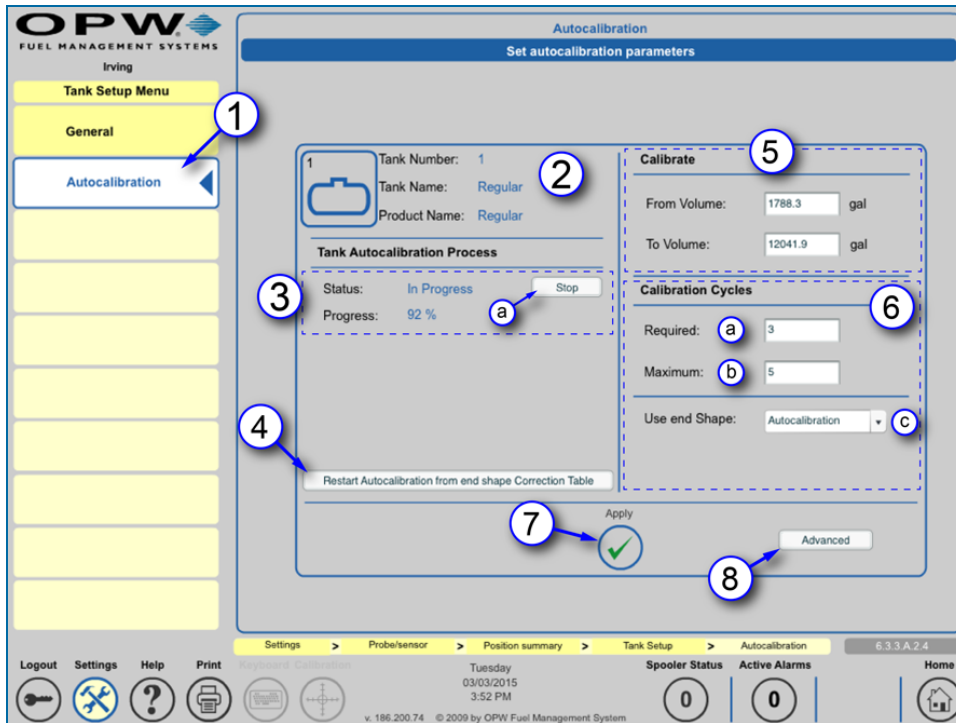 OPW
FUEL MANAGEMENT SYSTEMS
Irving
Tank Setup Menu
General
Autocalibration
1
Autocalibration
Set autocalibration parameters
1
Tank Number: 1
Tank Name: Regular
Product Name: Regular
2
Tank Autocalibration Process
3
Status: In Progress
Stop
a
Progress: 92 %
4
Restart Autocalibration from end shape Correction Table
Calibrate
5
From Volume: 1788.3 gal
To Volume: 12041.9 gal
Calibration Cycles
6
Required: a 3
Maximum: b 5
Use end Shape: Autocalibration c
7
Apply
8
Advanced
Settings > Probe/sensor > Position summary > Tank Setup > Autocalibration 6.3.3.A.2.4
Logout Settings Help Print Keyboard Calibration
Tuesday
03/03/2015
3:52 PM
Spooler Status Active Alarms Home
0 0
v. 186.200.74 © 2009 by OPW Fuel Management System